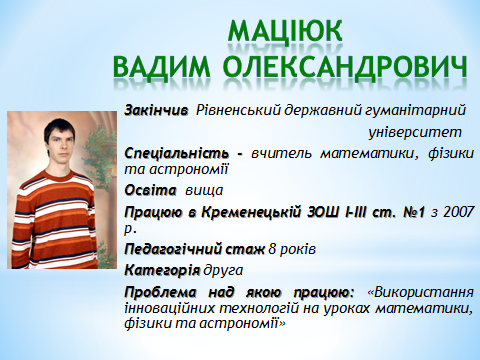 МАЦІЮК
ВАДИМ ОЛЕКСАНДРОВИЧ
Закінчив Рівненський державний гуманітарний
університет
Спеціальність - вчитель математики, фізики
та астрономії
Освіта вища
Працюю в Кременецькій ЗОШ І-ІІІ ст. №1 з 2007
р.
Педагогічний стаж 8 років
Категорія друга
Проблема над якою працюю: «Використання
інноваційних технологій на уроках математики,
фізики та астрономії»